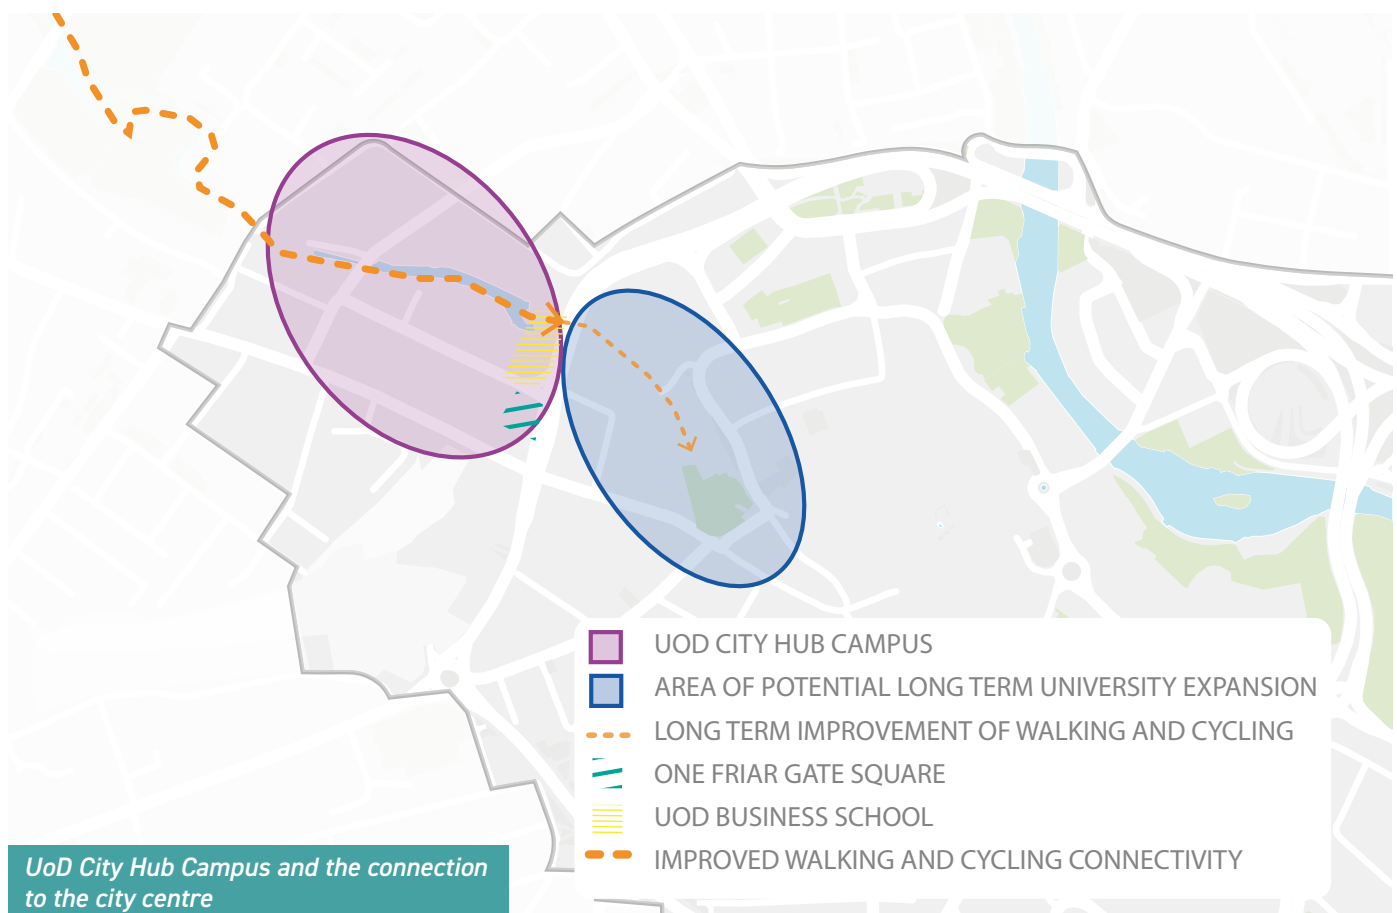 UOD CITY HUB CAMPUS
AREA OF POTENTIAL LONG TERM UNIVERSITY EXPANSION
LONG TERM IMPROVEMENT OF WALKING AND CYCLING
ONE FRIAR GATE SQUARE
UOD BUSINESS SCHOOL
IMPROVED WALKING AND CYCLING CONNECTIVITY
UoD City Hub Campus and the connection
to the city centre